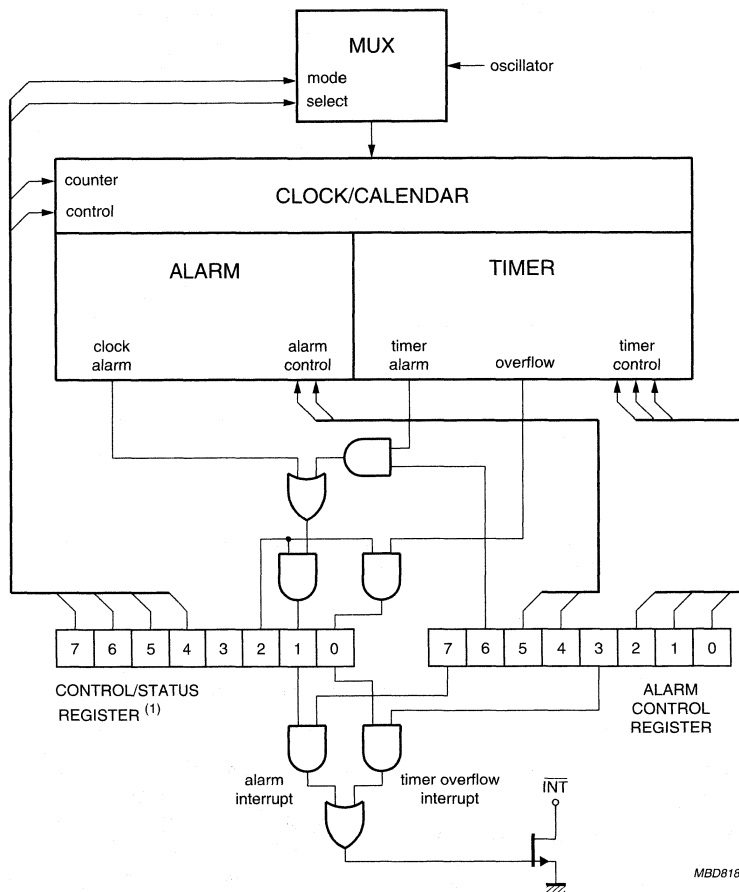 MUX
mode
oscillator
select
counter
CLOCK/CALENDAR
control
ALARM
TIMER
clock
alarm
alarm
control
timer
alarm
overflow
timer
control
7 6 5 4 3 2 1 0
7 6 5 4 3 2 1 0
CONTROL/STATUS
REGISTER (1)
ALARM
CONTROL
REGISTER
alarm
interrupt
timer overflow
interrupt
INT
MBD818